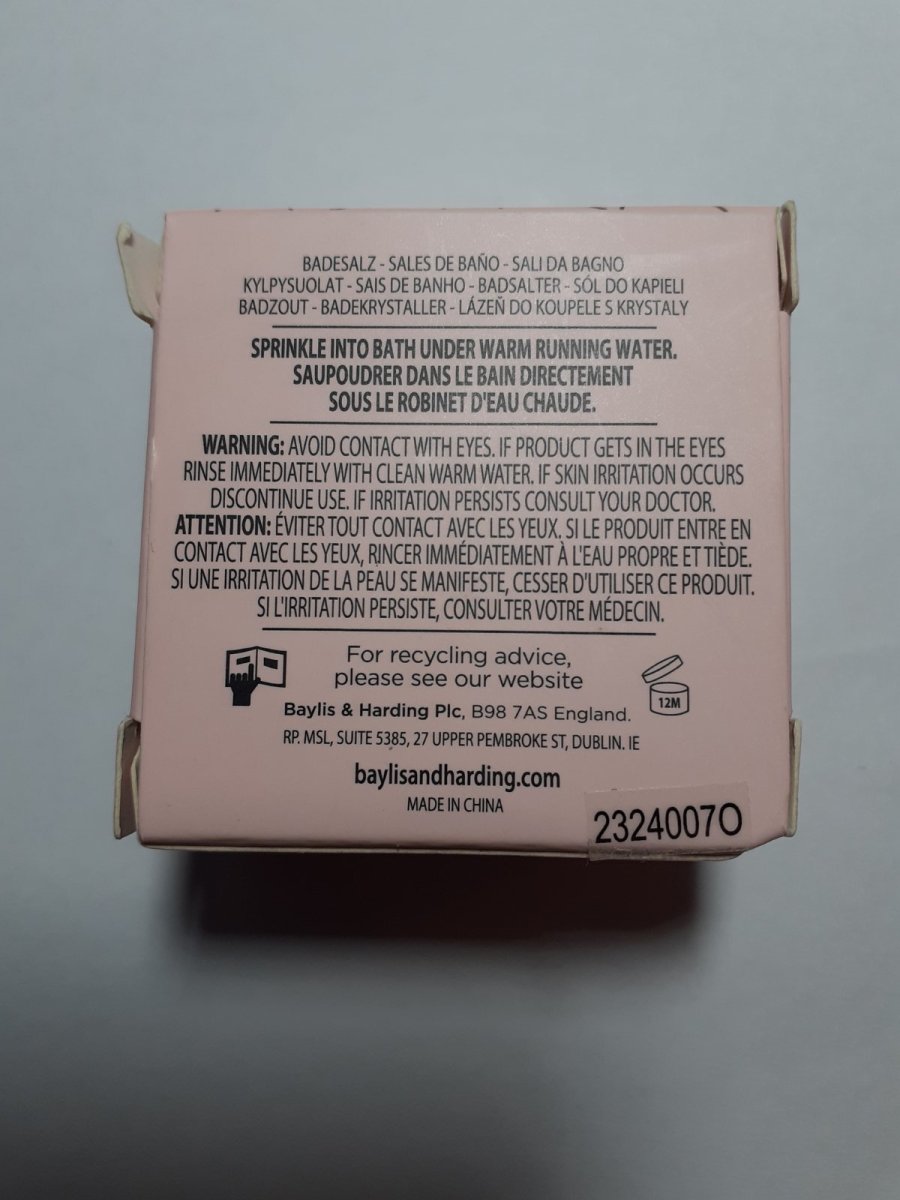 BADESALZ - SALES DE BAÑO - SALI DA BAGNO
KYLPYSUOLAT - SAIS DE BANHO - BADSALTER - SÓL DO KAPIELI
BADZOUT - BADEKRYSTALLER - LÁZEŇ DO KOUPELE S KRYSTALY
SPRINKLE INTO BATH UNDER WARM RUNNING WATER.
SAUPOUDRER DANS LE BAIN DIRECTEMENT
SOUS LE ROBINET D'EAU CHAUDE.
WARNING: AVOID CONTACT WITH EYES. IF PRODUCT GETS IN THE EYES
RINSE IMMEDIATELY WITH CLEAN WARM WATER. IF SKIN IRRITATION OCCURS
DISCONTINUE USE. IF IRRITATION PERSISTS CONSULT YOUR DOCTOR.
ATTENTION: ÉVITER TOUT CONTACT AVEC LES YEUX. SI LE PRODUIT ENTRE EN
CONTACT AVEC LES YEUX, RINCER IMMÉDIATEMENT À L'EAU PROPRE ET TIÈDE.
SI UNE IRRITATION DE LA PEAU SE MANIFESTE, CESSER D'UTILISER CE PRODUIT.
SI L'IRRITATION PERSISTE, CONSULTER VOTRE MÉDECIN.
For recycling advice,
please see our website
12M
Baylis & Harding Plc, B98 7AS England.
RP. MSL, SUITE 5385, 27 UPPER PEMBROKE ST, DUBLIN. IE
baylisandharding.com
MADE IN CHINA
2324007O